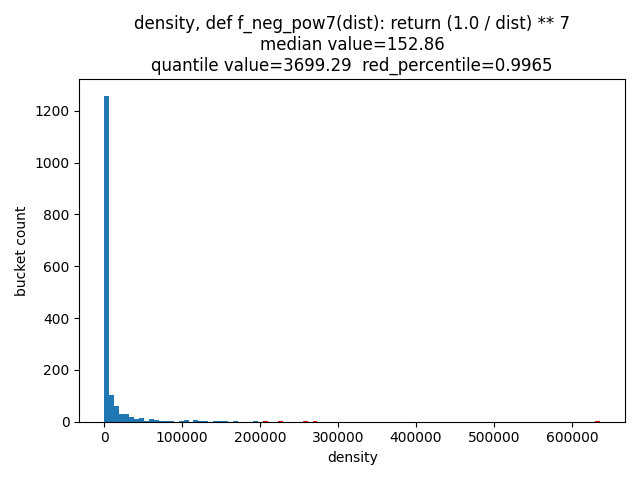 density, def f_neg_pow7(dist): return (1.0 / dist) ** 7
median value=152.86
quantile value=3699.29  red_percentile=0.9965
1200
1000
800
600
400
200
0
bucket count
0 100000 200000 300000 400000 500000 600000
density